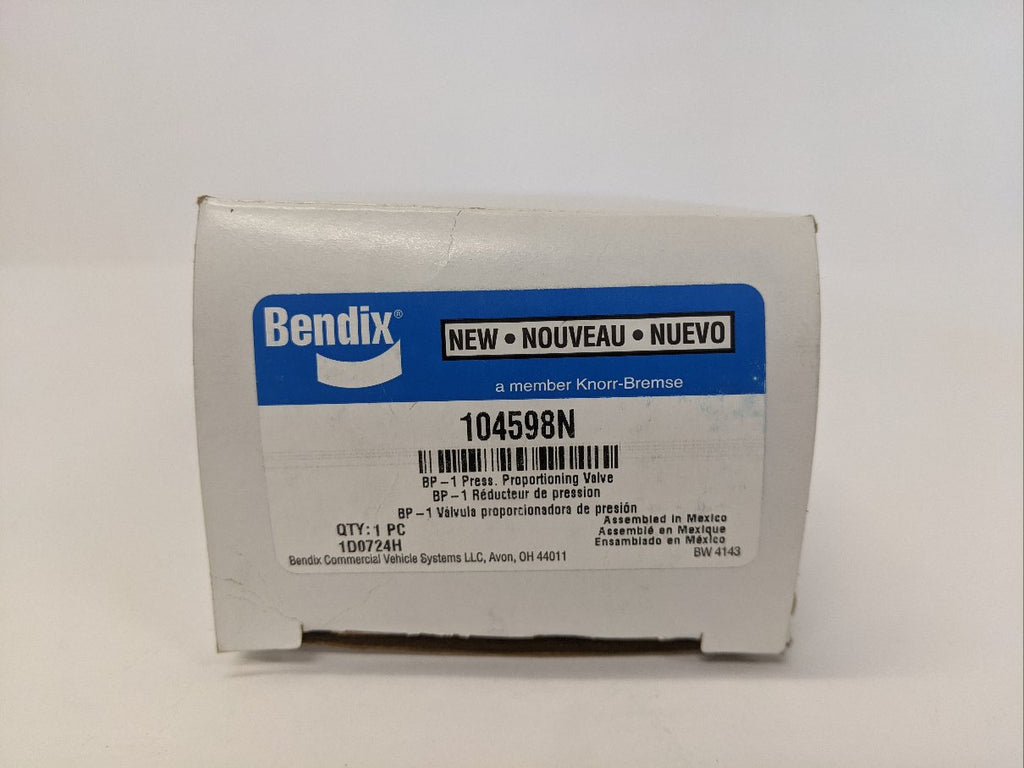 Bendix®
NEW • NOUVEAU • NUEVO
a member Knorr-Bremse
104598N
BP-1 Press. Proportioning Valve
BP-1 Réducteur de pression
BP-1 Válvula proporcionadora de presión
QTY: 1 PC
1D0724H
Assembled in Mexico
Assemblé en Mexique
Ensamblado en México
Bendix Commercial Vehicle Systems LLC, Avon, OH 44011
BW 4143